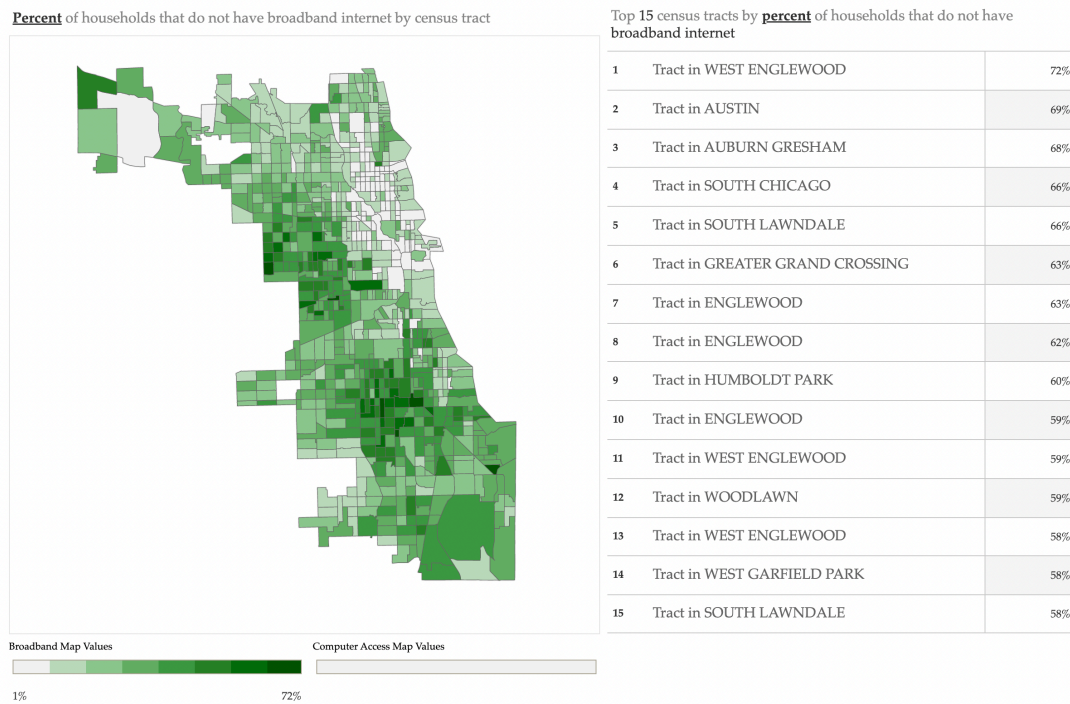 Percent of households that do not have broadband internet by census tract
Top 15 census tracts by percent of households that do not have
broadband internet
1 Tract in WEST ENGLEWOOD 72%
2 Tract in AUSTIN 69%
3 Tract in AUBURN GRESHAM 68%
4 Tract in SOUTH CHICAGO 66%
5 Tract in SOUTH LAWNDALE 66%
6 Tract in GREATER GRAND CROSSING 63%
7 Tract in ENGLEWOOD 63%
8 Tract in ENGLEWOOD 62%
9 Tract in HUMBOLDT PARK 60%
10 Tract in ENGLEWOOD 59%
11 Tract in WEST ENGLEWOOD 59%
12 Tract in WOODLAWN 59%
13 Tract in WEST ENGLEWOOD 58%
14 Tract in WEST GARFIELD PARK 58%
15 Tract in SOUTH LAWNDALE 58%
Broadband Map Values
Computer Access Map Values
1% 72%